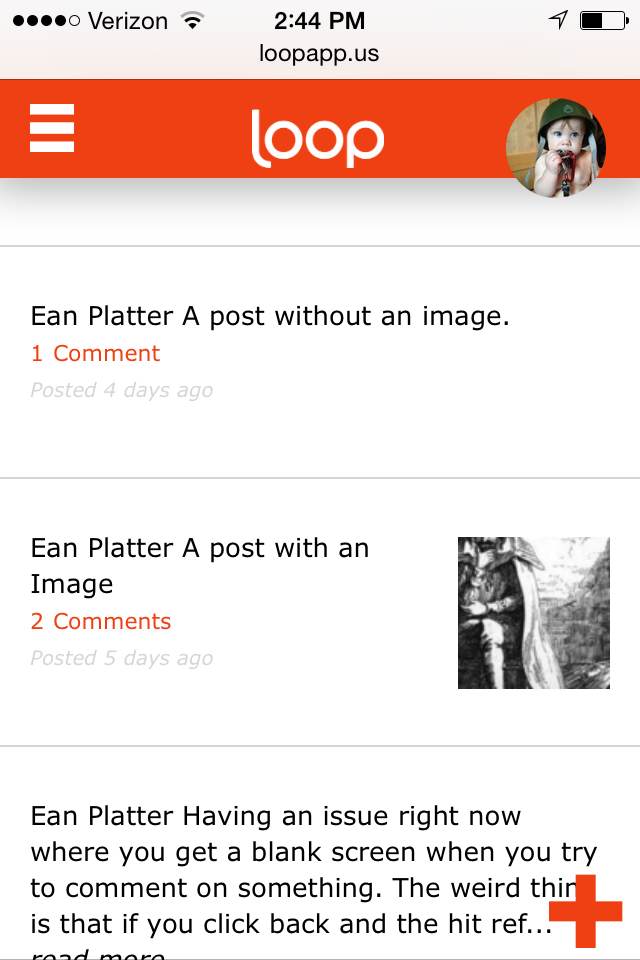 Verizon 2:44 PM
loopapp.us
loop
Ean Platter A post without an image.
1 Comment
Posted 4 days ago
Ean Platter A post with an
Image
2 Comments
Posted 5 days ago
Ean Platter Having an issue right now
where you get a blank screen when you try
to comment on something. The weird thin
is that if you click back and the hit ref...
read more